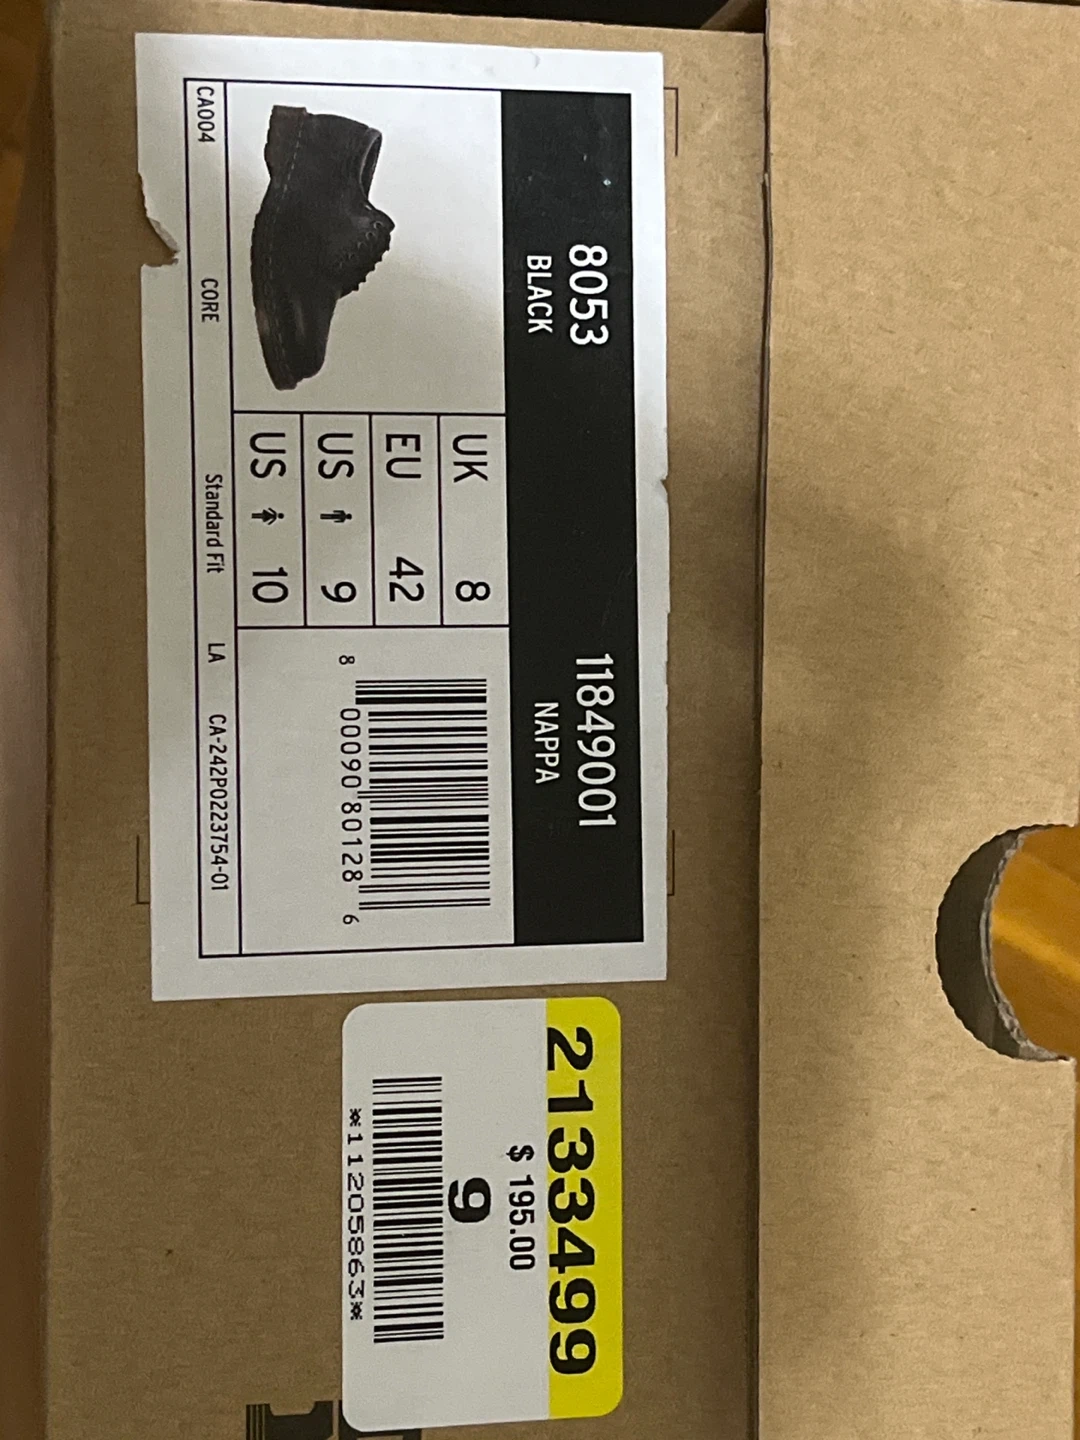 8053
BLACK
11849001
NAPPA
UK 8
EU 42
US 9
US 10
8 00090 80128 6
CA004 CORE Standard Fit LA CA-242P0223754-01
2133499
$ 195.00
9
*11205863*